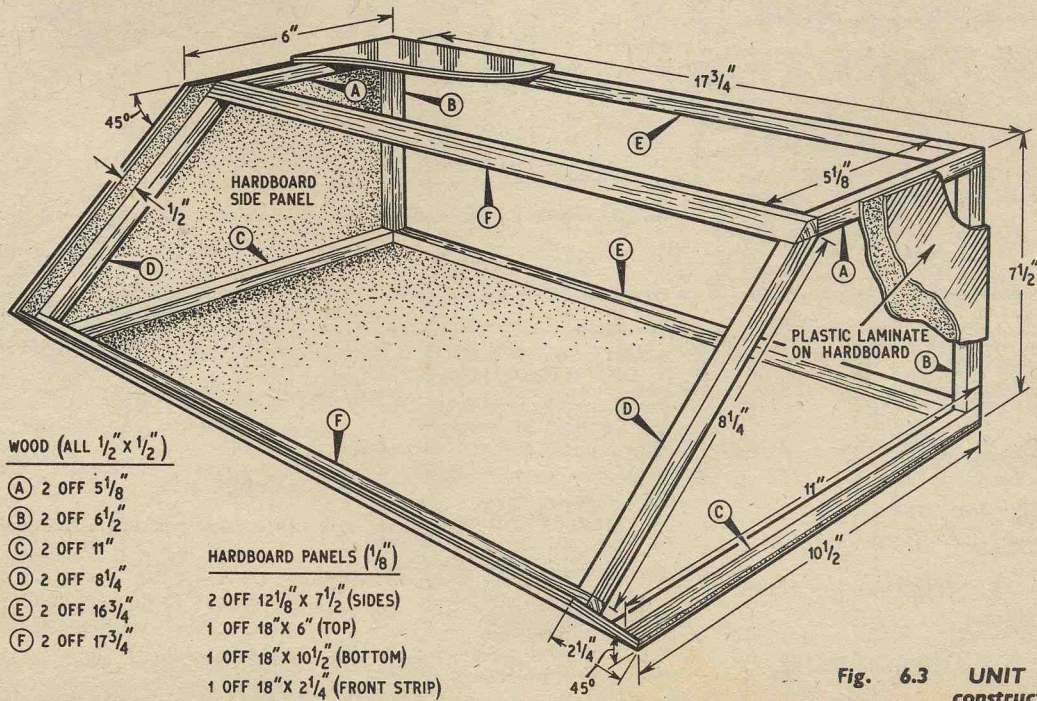 6"
17 3/4"
45°
A
B
E
5 1/8"
HARDBOARD
SIDE PANEL
1/2"
F
C
E
A
7 1/2"
D
PLASTIC LAMINATE
ON HARDBOARD
B
D
8 1/4"
F
11"
C
10 1/2"
2 1/4"
45°
WOOD (ALL 1/2" X 1/2")
A 2 OFF 5 1/8"
B 2 OFF 6 1/2"
C 2 OFF 11"
D 2 OFF 8 1/4"
E 2 OFF 16 3/4"
F 2 OFF 17 3/4"
HARDBOARD PANELS (1/8")
2 OFF 12 1/8" X 7 1/2" (SIDES)
1 OFF 18" X 6" (TOP)
1 OFF 18" X 10 1/2" (BOTTOM)
1 OFF 18" X 2 1/4" (FRONT STRIP)
Fig. 6.3 UNIT
construct